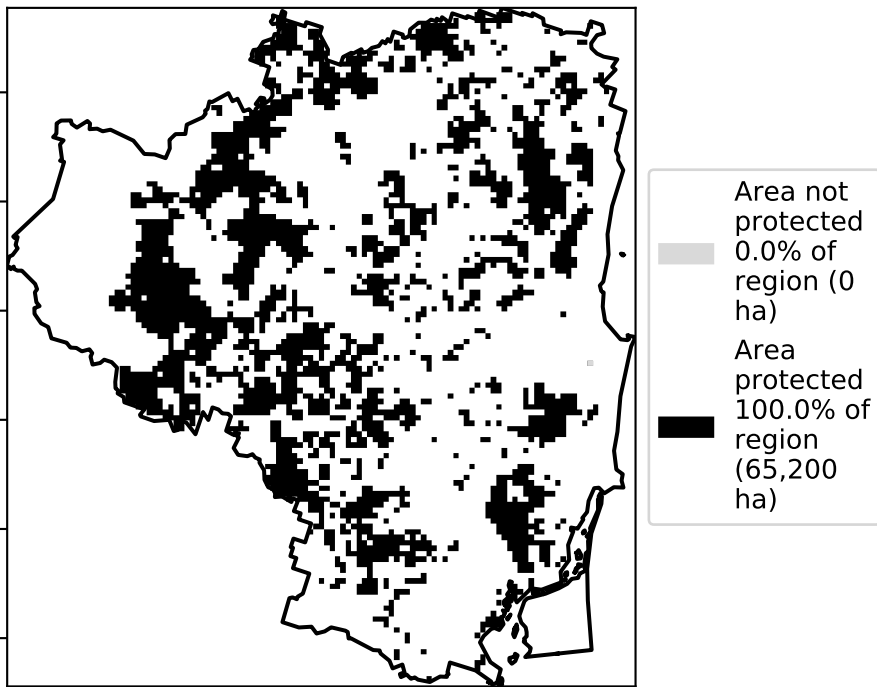 Area not
protected
0.0% of
region (0
ha)
Area
protected
100.0% of
region
(65,200
ha)